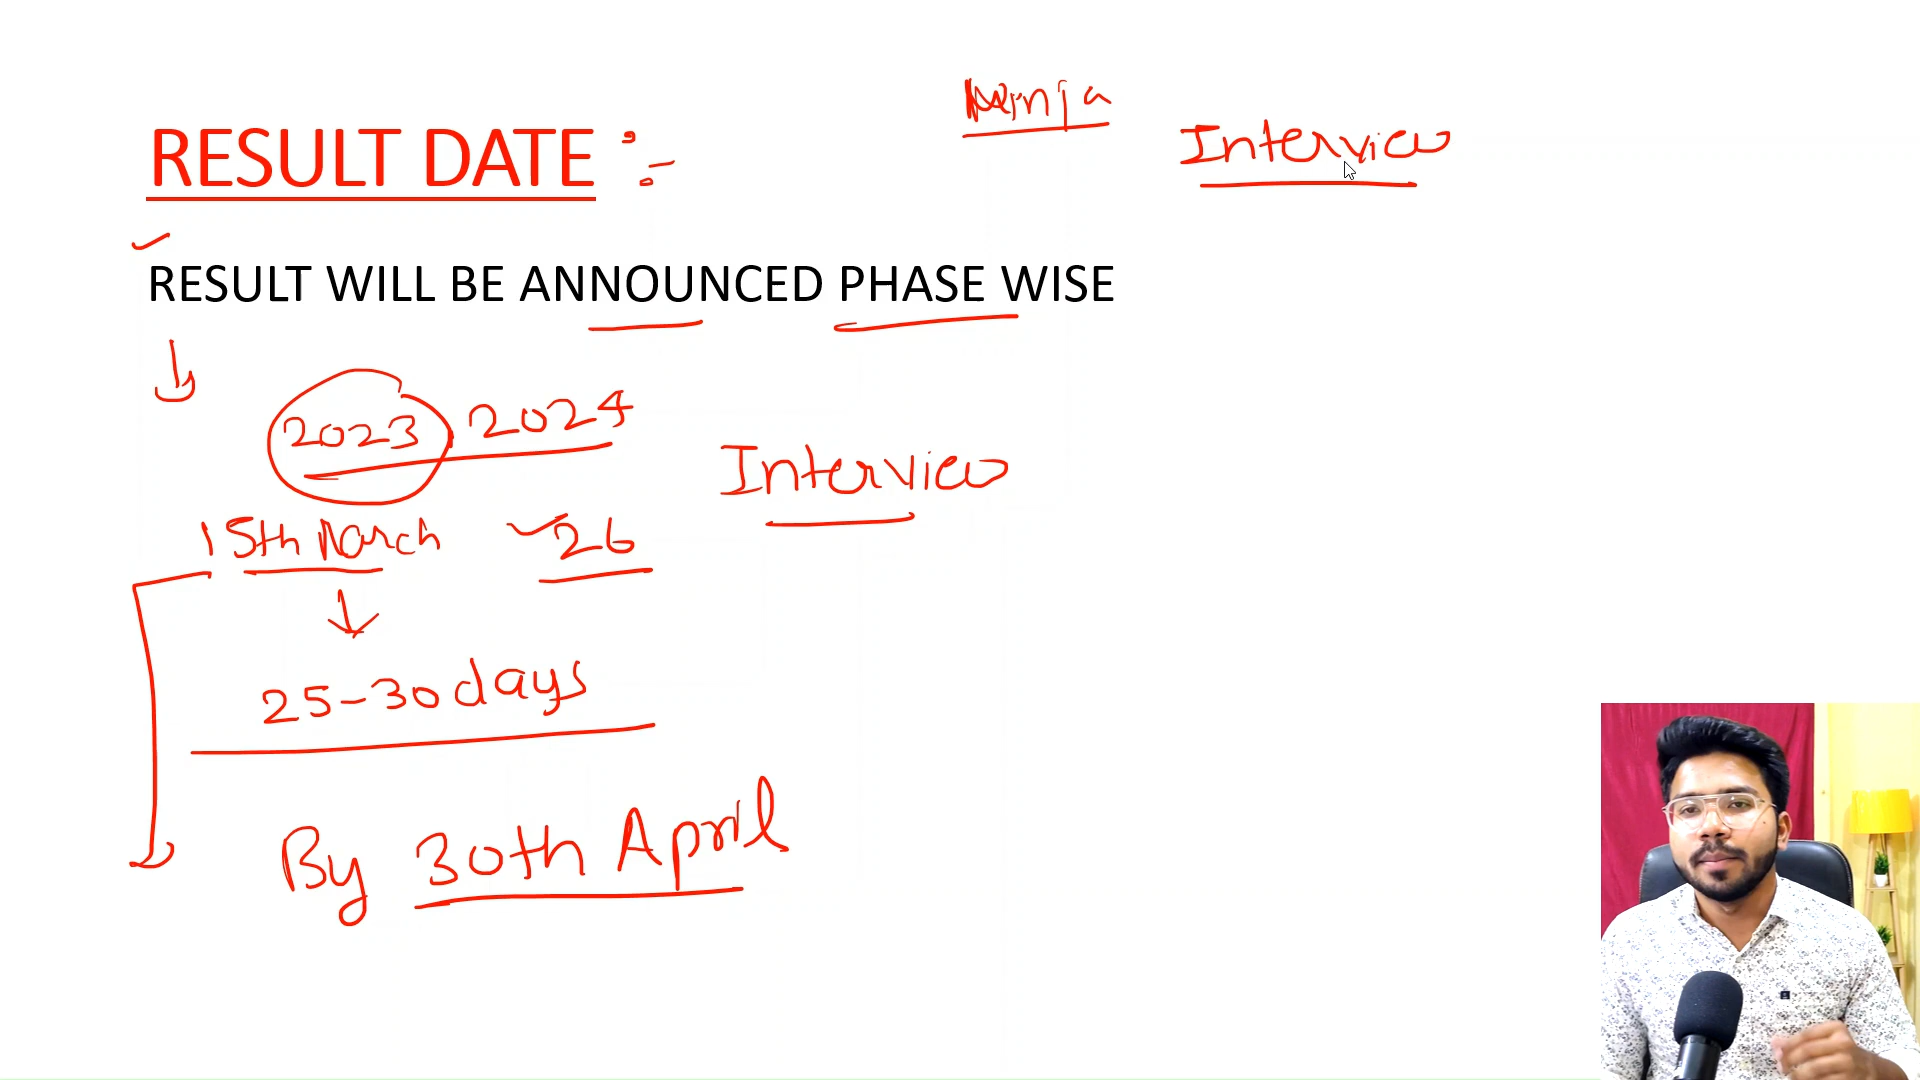 Ninja
Interview
RESULT DATE :-
RESULT WILL BE ANNOUNCED PHASE WISE
2023, 2024
Interview
15th March 26
25-30 days
By 30th April